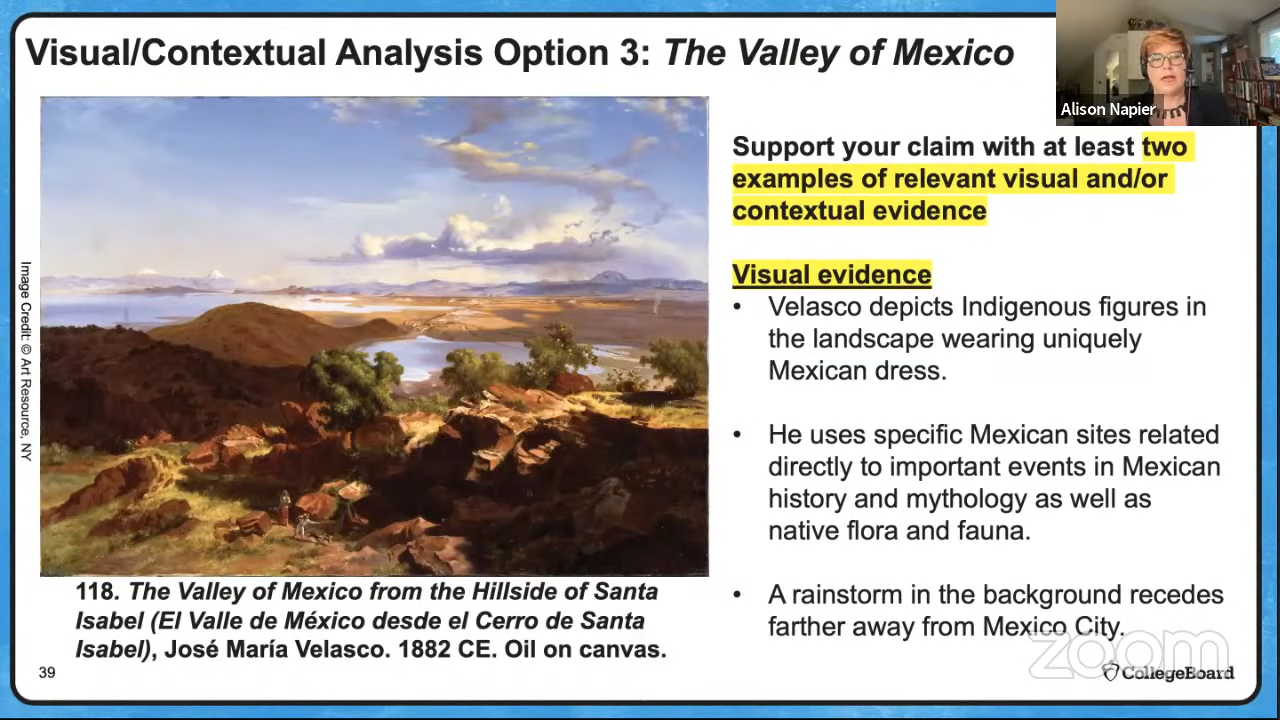 Visual/Contextual Analysis Option 3: The Valley of Mexico
Alison Napier
Image Credit: © Art Resource, NY
118. The Valley of Mexico from the Hillside of Santa
Isabel (El Valle de México desde el Cerro de Santa
Isabel), José María Velasco. 1882 CE. Oil on canvas.
Support your claim with at least two
examples of relevant visual and/or
contextual evidence
Visual evidence
• Velasco depicts Indigenous figures in
the landscape wearing uniquely
Mexican dress.
• He uses specific Mexican sites related
directly to important events in Mexican
history and mythology as well as
native flora and fauna.
• A rainstorm in the background recedes
farther away from Mexico City.
39
zoom
CollegeBoard